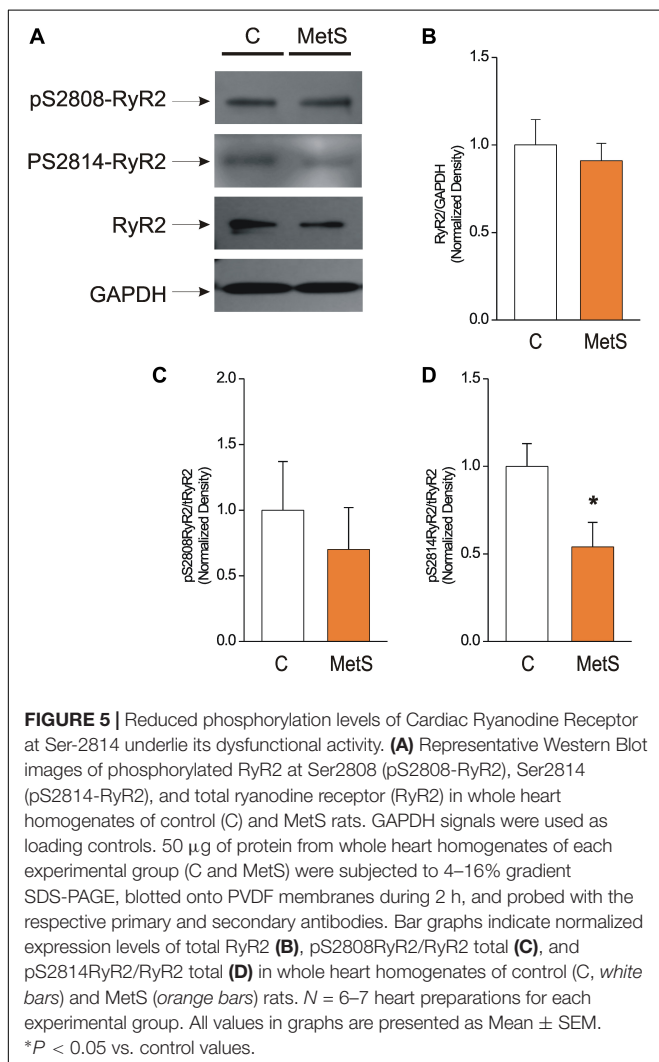 A
C MetS
pS2808-RyR2
PS2814-RyR2
RyR2
GAPDH
B
RyR2/GAPDH
(Normalized Density)
1.5
1.0
0.5
0.0
C MetS
C
pS2808RyR2/tRyR2
(Normalized Density)
2.0
1.5
1.0
0.5
0.0
C MetS
D
pS2814RyR2/tRyR2
(Normalized Density)
1.5
1.0
0.5
0.0
*
C MetS
FIGURE 5 | Reduced phosphorylation levels of Cardiac Ryanodine Receptor
at Ser-2814 underlie its dysfunctional activity. (A) Representative Western Blot
images of phosphorylated RyR2 at Ser2808 (pS2808-RyR2), Ser2814
(pS2814-RyR2), and total ryanodine receptor (RyR2) in whole heart
homogenates of control (C) and MetS rats. GAPDH signals were used as
loading controls. 50 μg of protein from whole heart homogenates of each
experimental group (C and MetS) were subjected to 4–16% gradient
SDS-PAGE, blotted onto PVDF membranes during 2 h, and probed with the
respective primary and secondary antibodies. Bar graphs indicate normalized
expression levels of total RyR2 (B), pS2808RyR2/RyR2 total (C), and
pS2814RyR2/RyR2 total (D) in whole heart homogenates of control (C, white
bars) and MetS (orange bars) rats. N = 6–7 heart preparations for each
experimental group. All values in graphs are presented as Mean ± SEM.
*P < 0.05 vs. control values.